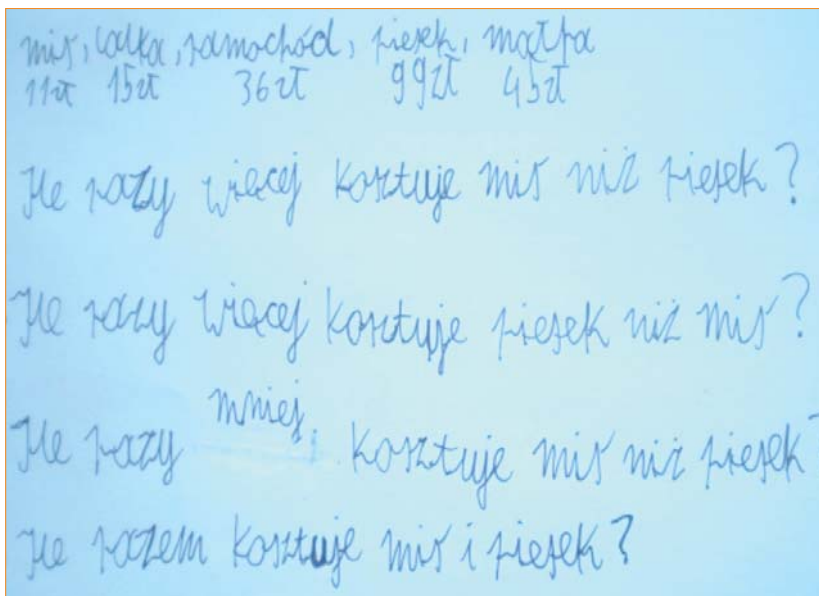 miś, lalka, samochód, piesek, małpa
11zł 15zł 36zł 99zł 45zł
Ile razy więcej kosztuje miś niż piesek?
Ile razy więcej kosztuje piesek niż miś?
mniej
Ile razy kosztuje miś niż piesek
Ile razem kosztuje miś i piesek?